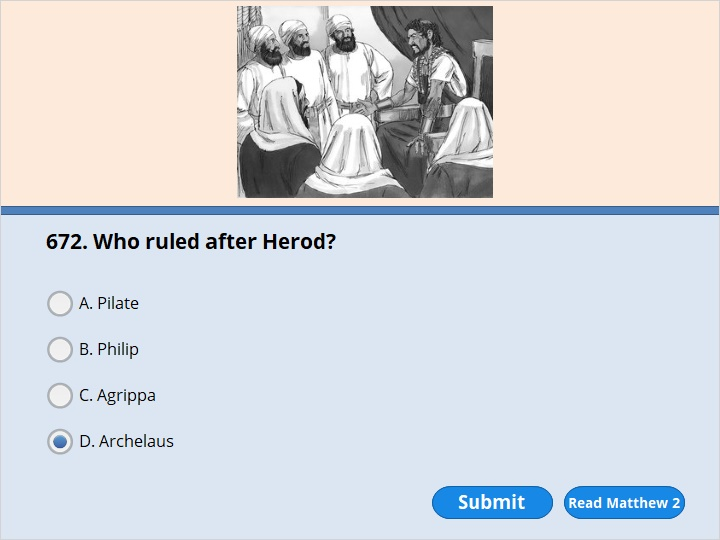 672. Who ruled after Herod?
A. Pilate
B. Philip
C. Agrippa
D. Archelaus
Submit
Read Matthew 2